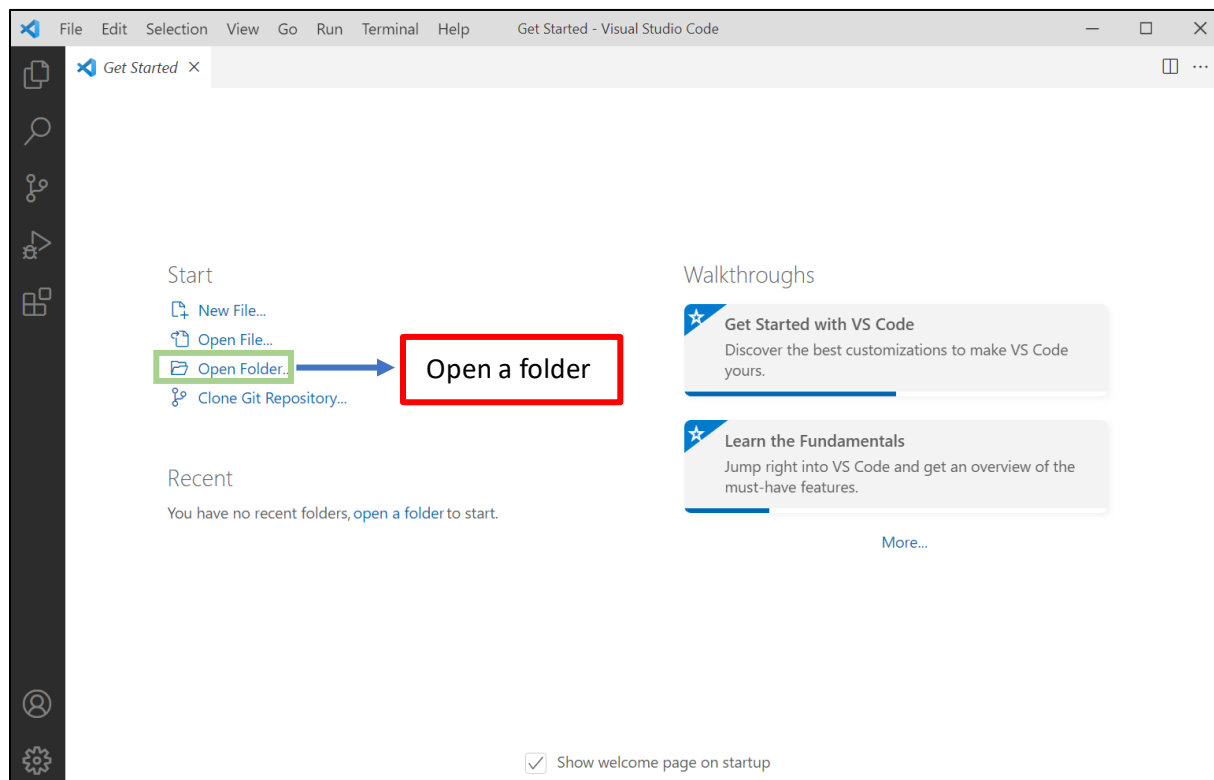 File Edit Selection View Go Run Terminal Help Get Started - Visual Studio Code
Get Started
Start
New File...
Open File...
Open Folder..
Clone Git Repository...
Open a folder
Recent
You have no recent folders, open a folder to start.
Walkthroughs
Get Started with VS Code
Discover the best customizations to make VS Code
yours.
Learn the Fundamentals
Jump right into VS Code and get an overview of the
must-have features.
More...
Show welcome page on startup